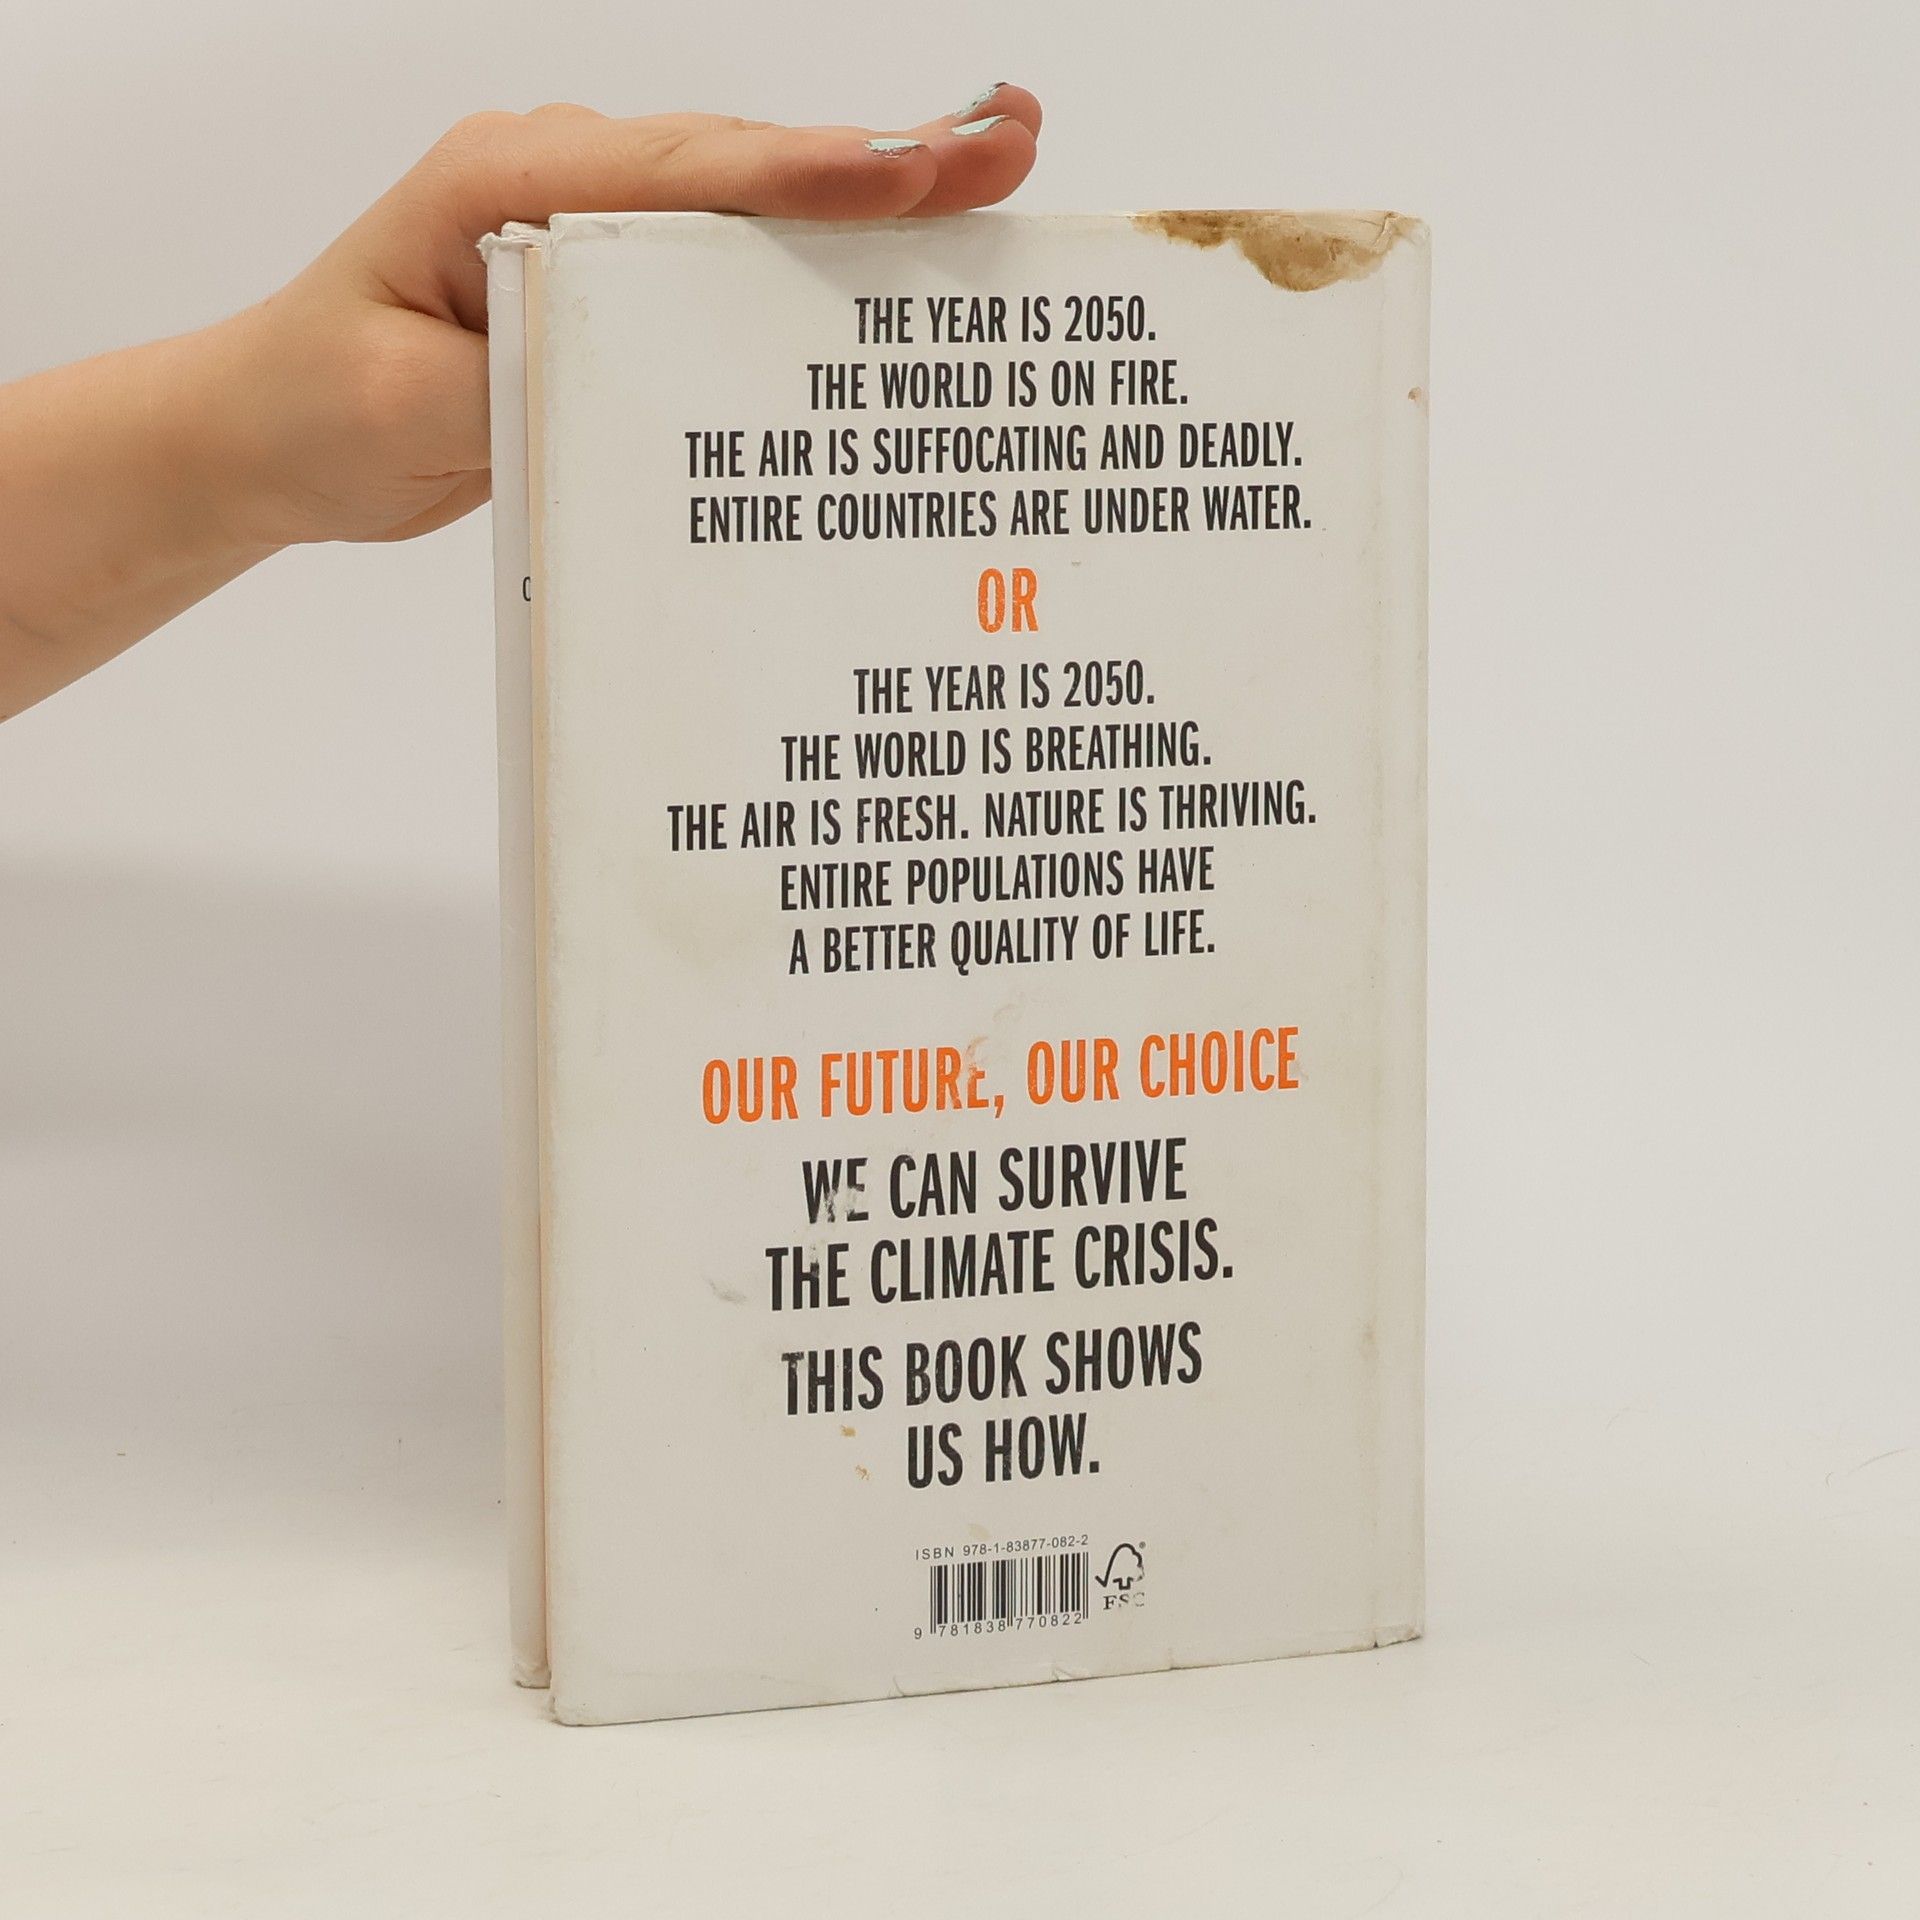 THE YEAR IS 2050.
THE WORLD IS ON FIRE.
THE AIR IS SUFFOCATING AND DEADLY.
ENTIRE COUNTRIES ARE UNDER WATER.
OR
THE YEAR IS 2050.
THE WORLD IS BREATHING.
THE AIR IS FRESH. NATURE IS THRIVING.
ENTIRE POPULATIONS HAVE
A BETTER QUALITY OF LIFE.
OUR FUTURE, OUR CHOICE
WE CAN SURVIVE
THE CLIMATE CRISIS.
THIS BOOK SHOWS
US HOW.
ISBN 978-1-83877-082-2
9 781838 770822
FSC